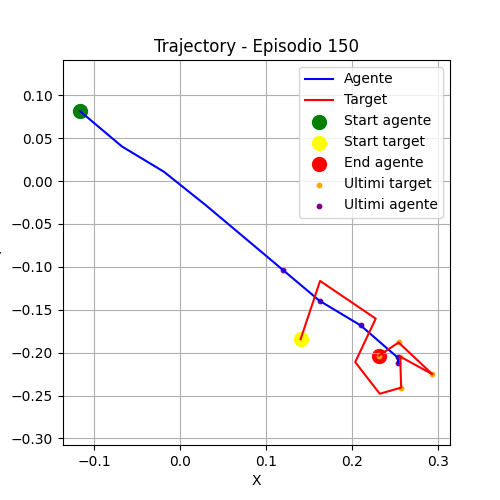 Trajectory - Episodio 150
Agente
Target
Start agente
Start target
End agente
Ultimi target
Ultimi agente
0.10
0.05
0.00
−0.05
−0.10
−0.15
−0.20
−0.25
−0.30
−0.1
0.0
0.1
0.2
0.3
X